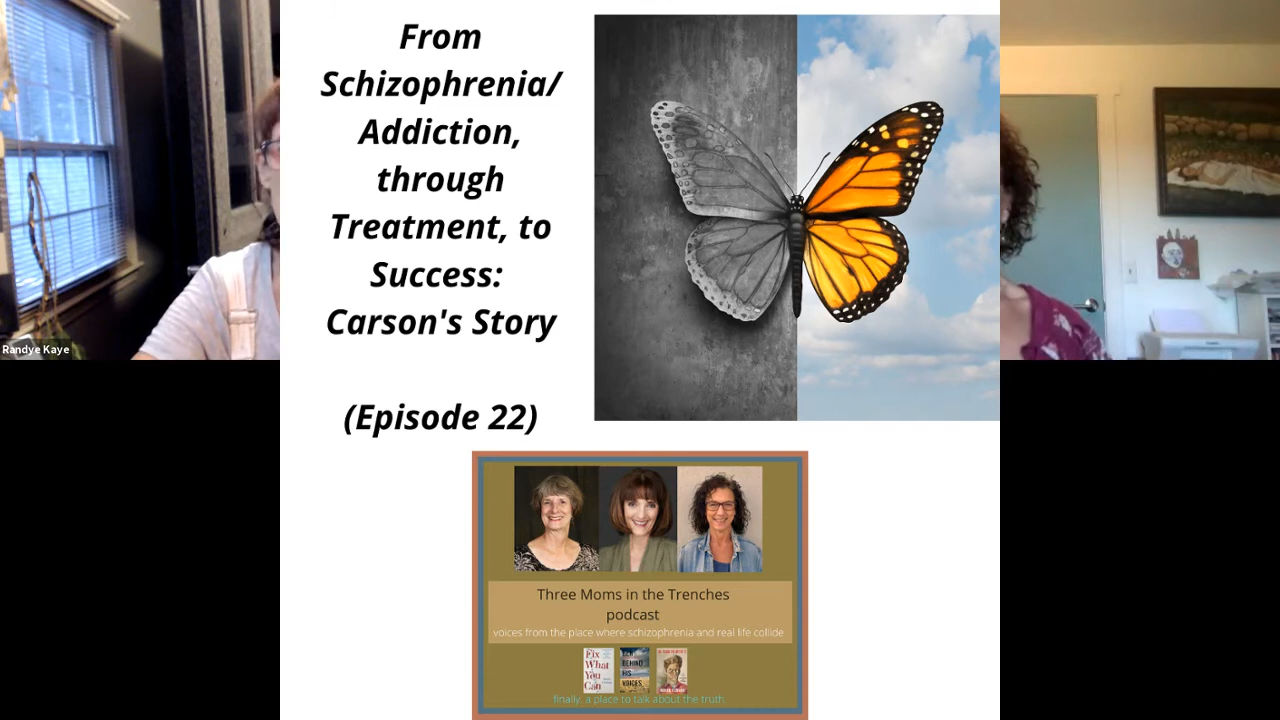 From
Schizophrenia/
Addiction,
through
Treatment, to
Success:
Carson's Story
(Episode 22)
Randye Kaye
Three Moms in the Trenches
podcast
voices from the place where schizophrenia and real life collide
Fix
What You
Can
BEHIND
HIS
VOICES
finally: a place to talk about the truth.